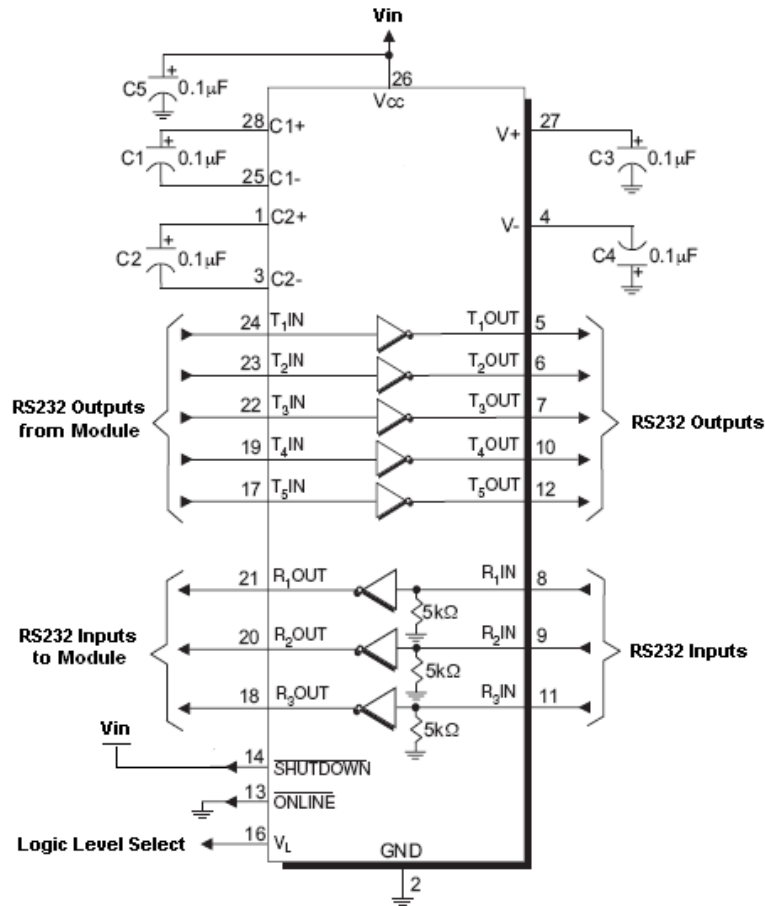 Vin
C5 + 0.1µF
26
Vcc
28 C1+
C1 + 0.1µF
25 C1-
1 C2+
C2 + 0.1µF
3 C2-
V+ 27
C3 + 0.1µF
V- 4
C4 0.1µF +
24 T1IN T1OUT 5
23 T2IN T2OUT 6
22 T3IN T3OUT 7
19 T4IN T4OUT 10
17 T5IN T5OUT 12
RS232 Outputs
from Module
RS232 Outputs
21 R1OUT R1IN 8
5kΩ
20 R2OUT R2IN 9
5kΩ
18 R3OUT R3IN 11
5kΩ
RS232 Inputs
to Module
RS232 Inputs
Vin
14 SHUTDOWN
13 ONLINE
Logic Level Select 16 VL
GND
2